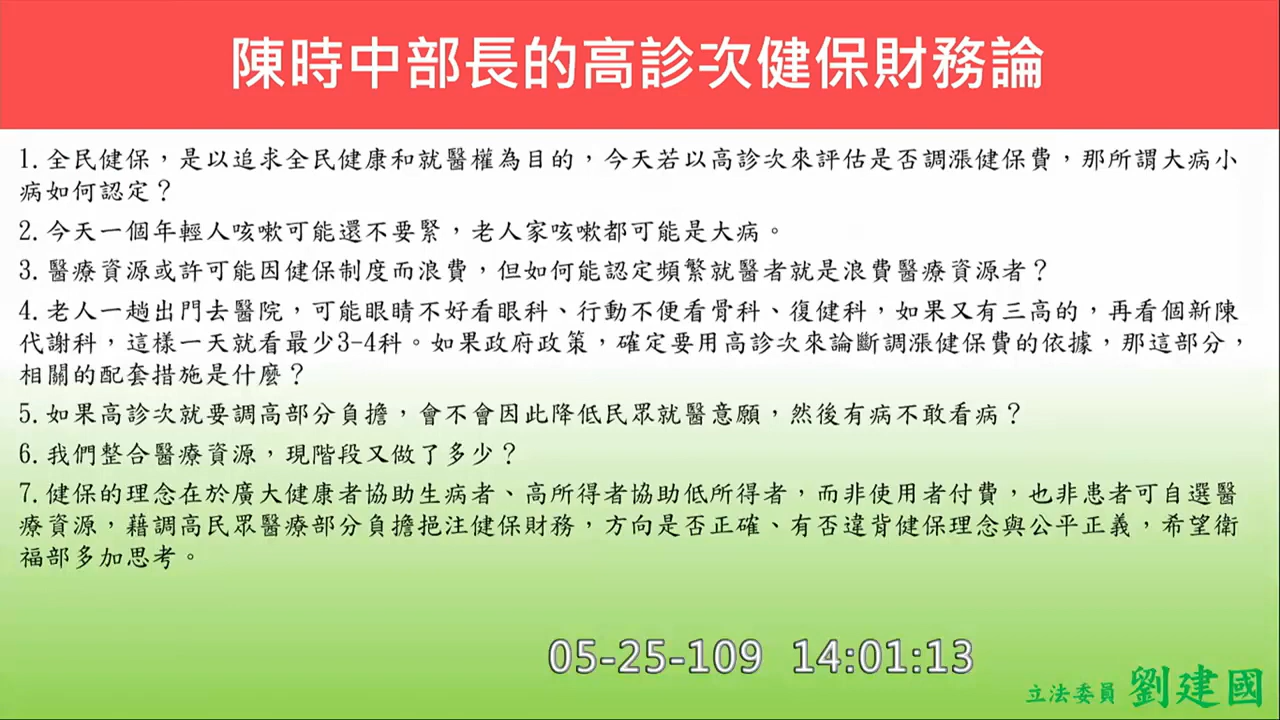 陳時中部長的高診次健保財務論
1.全民健保，是以追求全民健康和就醫權為目的，今天若以高診次來評估是否調漲健保費，那所謂大病小
病如何認定？
2.今天一個年輕人咳嗽可能還不要緊，老人家咳嗽都可能是大病。
3.醫療資源或許可能因健保制度而浪費，但如何能認定頻繁就醫者就是浪費醫療資源者？
4.老人一趟出門去醫院，可能眼睛不好看眼科、行動不便看骨科、復健科，如果又有三高的，再看個新陳
代謝科，這樣一天就看最少3-4科。如果政府政策，確定要用高診次來論斷調漲健保費的依據，那這部分，
相關的配套措施是什麼？
5.如果高診次就要調高部分負擔，會不會因此降低民眾就醫意願，然後有病不敢看病？
6.我們整合醫療資源，現階段又做了多少？
7.健保的理念在於廣大健康者協助生病者、高所得者協助低所得者，而非使用者付費，也非患者可自選醫
療資源，藉調高民眾醫療部分負擔挹注健保財務，方向是否正確、有否違背健保理念與公平正義，希望衛
福部多加思考。
05-25-109 14:01:13
立法委員 劉建國